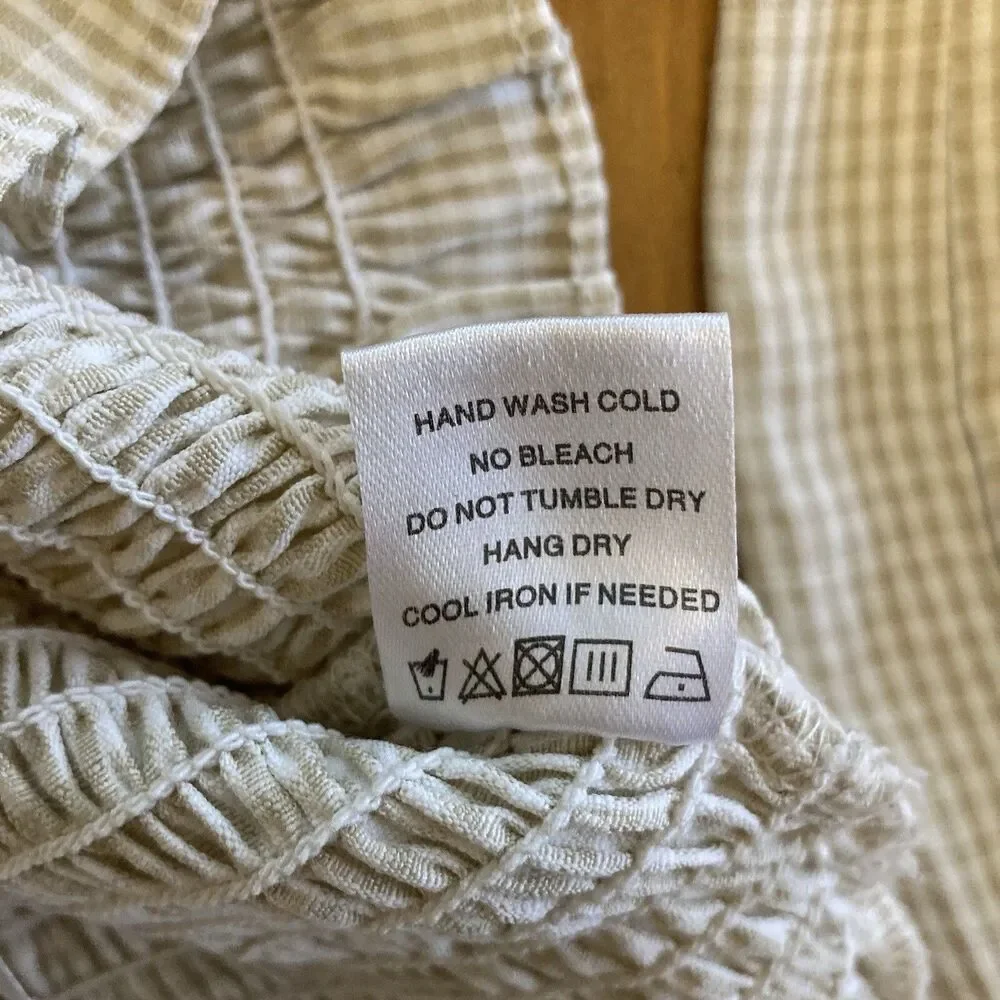 HAND WASH COLD
NO BLEACH
DO NOT TUMBLE DRY
HANG DRY
COOL IRON IF NEEDED